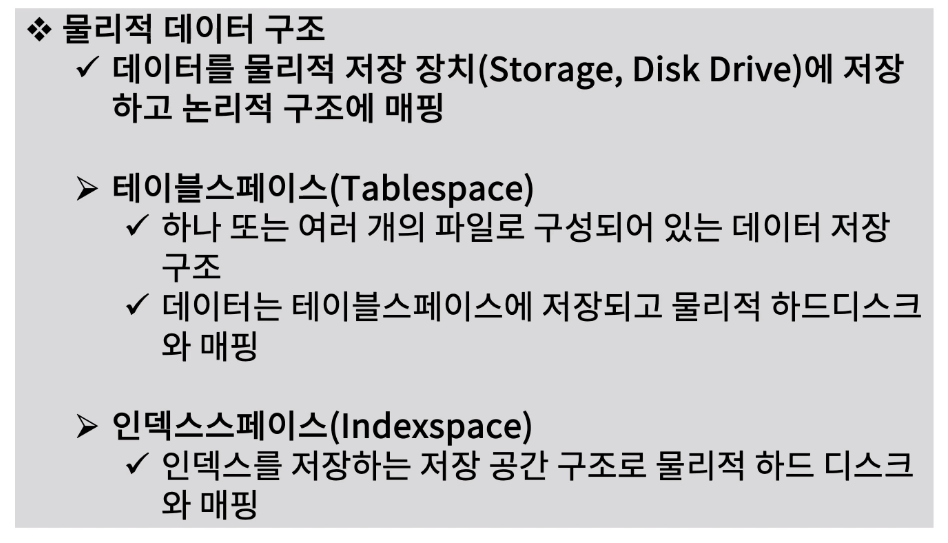 ❖ 물리적 데이터 구조
✓ 데이터를 물리적 저장 장치(Storage, Disk Drive)에 저장
하고 논리적 구조에 매핑
➢ 테이블스페이스(Tablespace)
✓ 하나 또는 여러 개의 파일로 구성되어 있는 데이터 저장
구조
✓ 데이터는 테이블스페이스에 저장되고 물리적 하드디스크
와 매핑
➢ 인덱스스페이스(Indexspace)
✓ 인덱스를 저장하는 저장 공간 구조로 물리적 하드 디스크
와 매핑